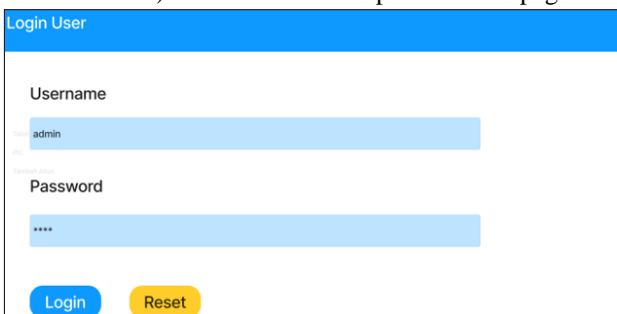 Login User
Username
admin
Password
****
Login
Reset